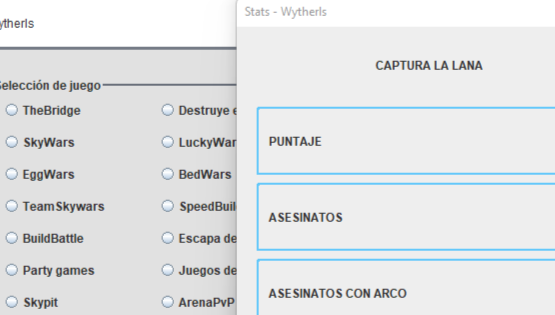 ytherls
Selección de juego
TheBridge
Destruye e
SkyWars
LuckyWar
EggWars
BedWars
TeamSkywars
SpeedBuil
BuildBattle
Escapa de
Party games
Juegos de
Skypit
ArenaPvP
Stats - Wytherls
CAPTURA LA LANA
PUNTAJE
ASESINATOS
ASESINATOS CON ARCO